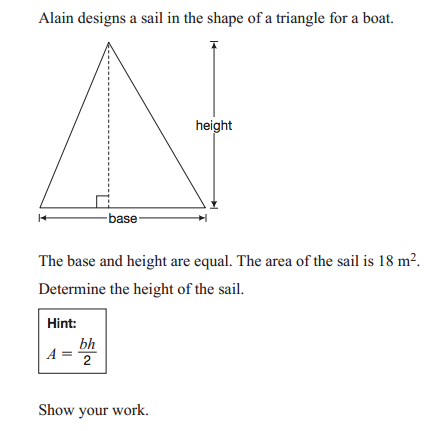 Alain designs a sail in the shape of a triangle for a boat.
height
base
The base and height are equal. The area of the sail is 18 m².
Determine the height of the sail.
Hint:
A = bh/2
Show your work.